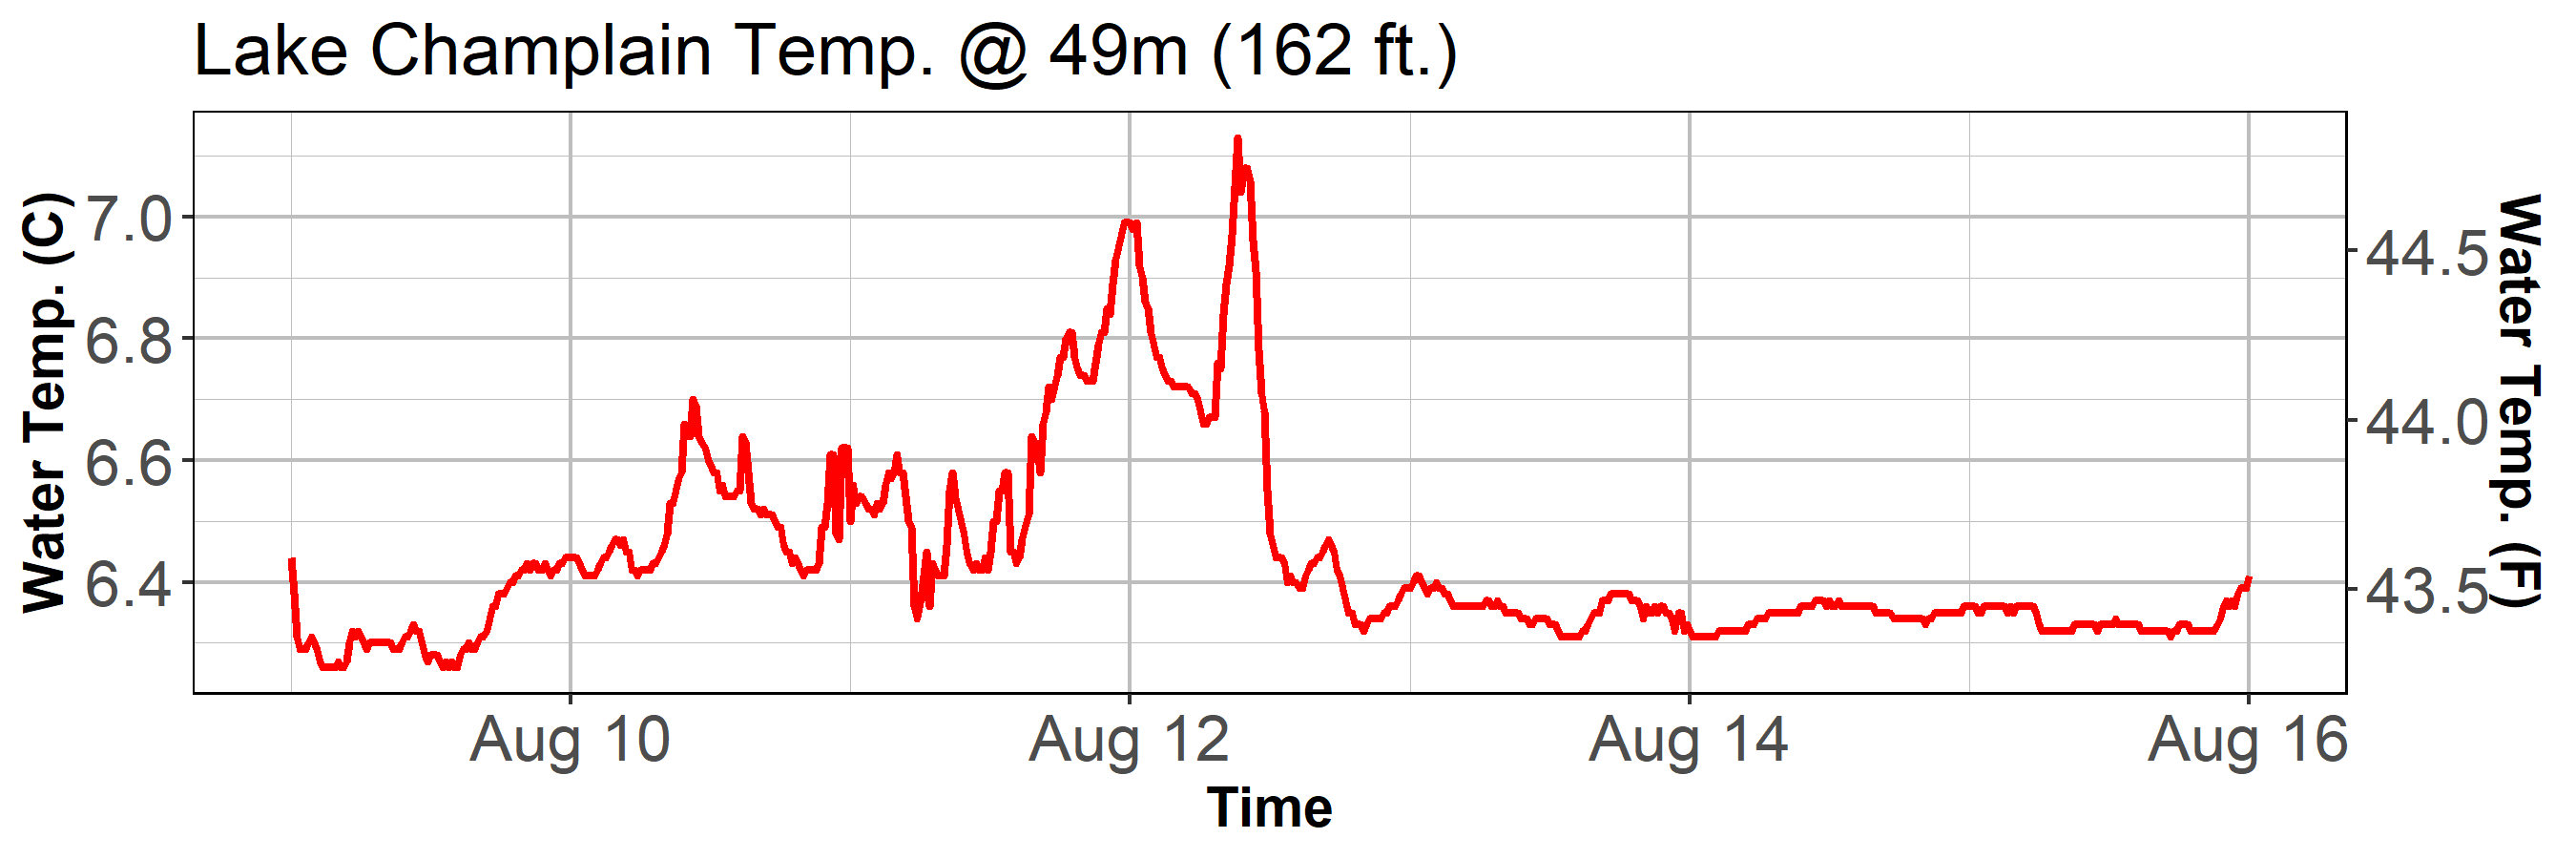 Lake Champlain Temp. @ 49m (162 ft.)
Water Temp. (C)
7.0
6.8
6.6
6.4
44.5
44.0
43.5
Water Temp. (F)
Aug 10
Aug 12
Aug 14
Aug 16
Time